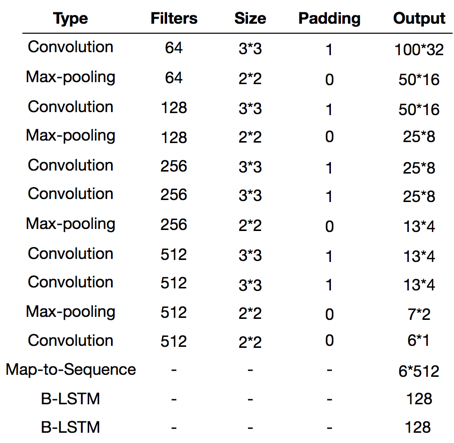 Type Filters Size Padding Output
Convolution 64 3*3 1 100*32
Max-pooling 64 2*2 0 50*16
Convolution 128 3*3 1 50*16
Max-pooling 128 2*2 0 25*8
Convolution 256 3*3 1 25*8
Convolution 256 3*3 1 25*8
Max-pooling 256 2*2 0 13*4
Convolution 512 3*3 1 13*4
Convolution 512 3*3 1 13*4
Max-pooling 512 2*2 0 7*2
Convolution 512 2*2 0 6*1
Map-to-Sequence - - - 6*512
B-LSTM - - - 128
B-LSTM - - - 128